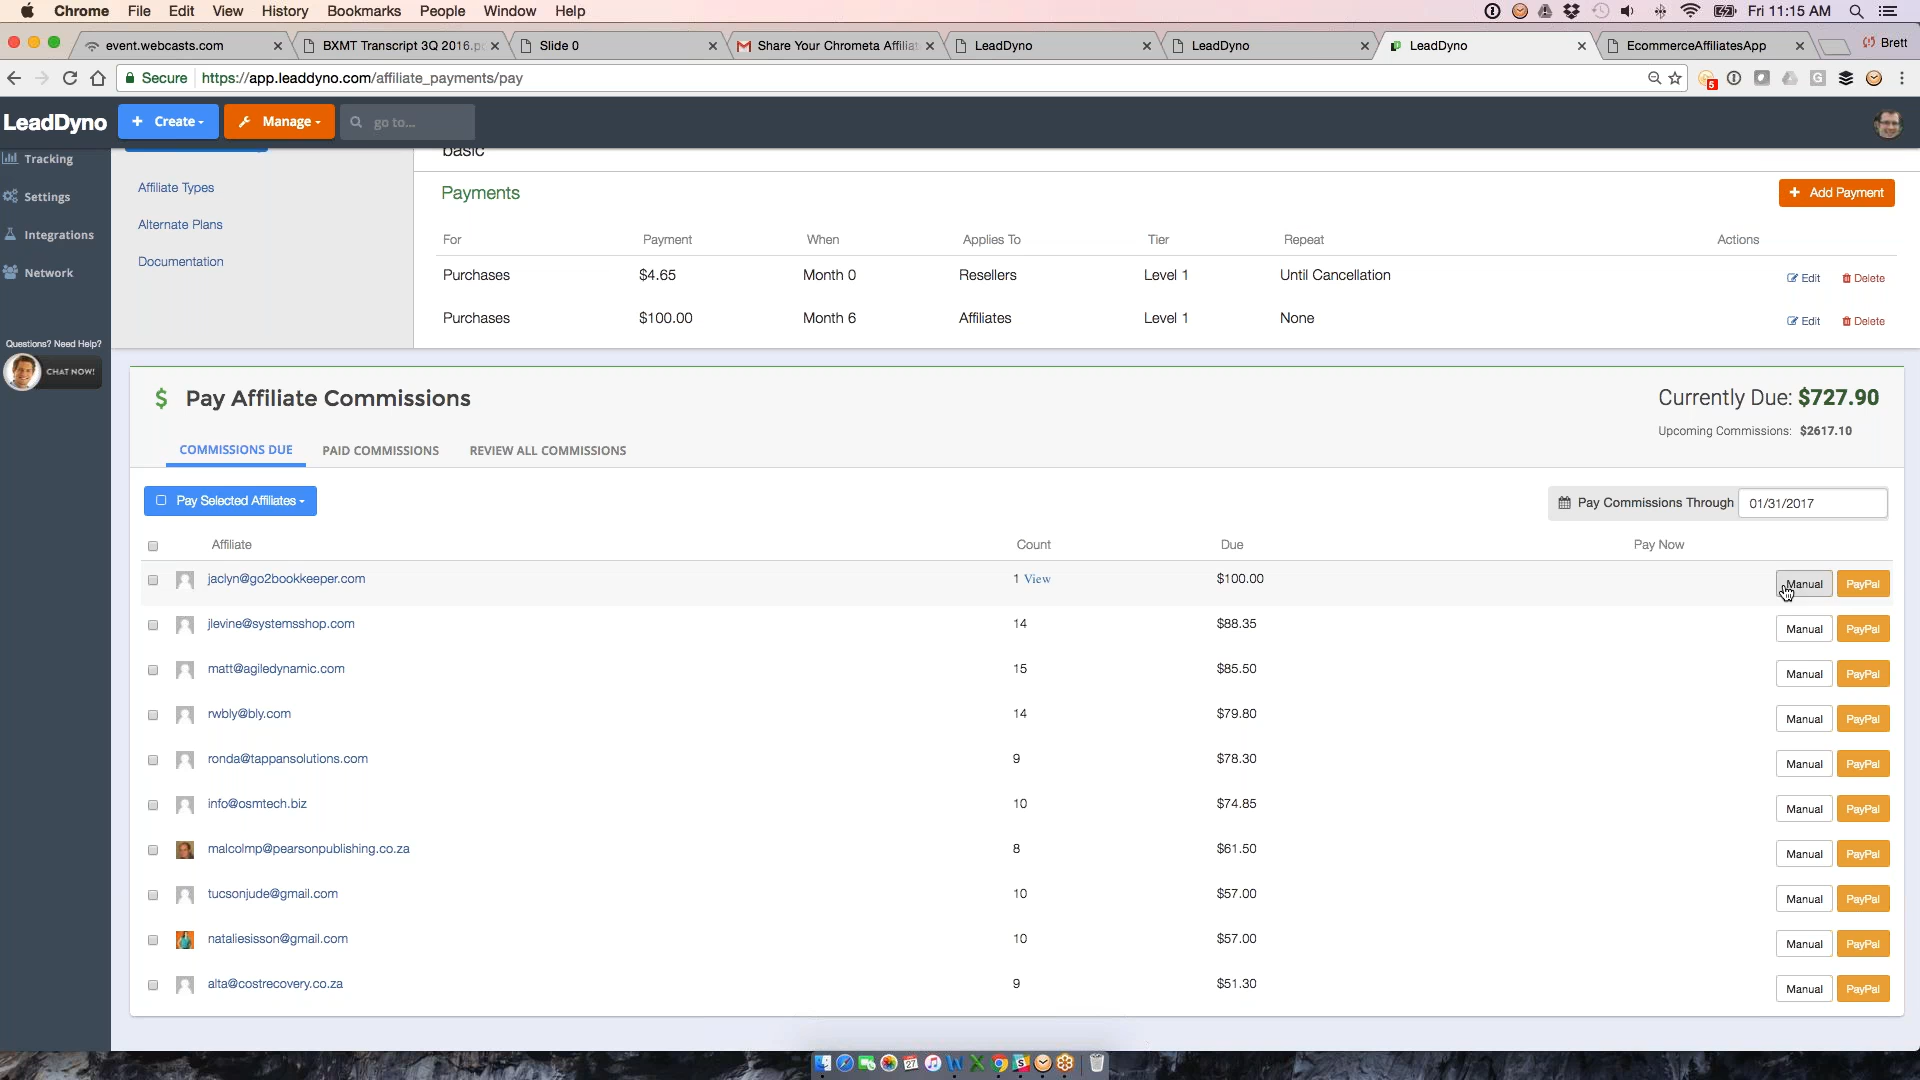 Chrome File Edit View History Bookmarks People Window Help Fri 11:15 AM
event.webcasts.com BXMT Transcript 3Q 2016.p Slide 0 Share Your Chrometa Affilia LeadDyno LeadDyno LeadDyno EcommerceAffiliatesApp Brett
Secure https://app.leaddyno.com/affiliate_payments/pay 5
LeadDyno + Create Manage go to...
basic
Tracking
Settings
Integrations
Network
Questions? Need Help?
CHAT NOW!
Affiliate Types
Alternate Plans
Documentation
Payments + Add Payment
For Payment When Applies To Tier Repeat Actions
Purchases $4.65 Month 0 Resellers Level 1 Until Cancellation Edit Delete
Purchases $100.00 Month 6 Affiliates Level 1 None Edit Delete
$ Pay Affiliate Commissions Currently Due: $727.90
Upcoming Commissions: $2617.10
COMMISSIONS DUE PAID COMMISSIONS REVIEW ALL COMMISSIONS
Pay Selected Affiliates Pay Commissions Through 01/31/2017
Affiliate Count Due Pay Now
jaclyn@go2bookkeeper.com 1 View $100.00 Manual PayPal
jlevine@systemsshop.com 14 $88.35 Manual PayPal
matt@agiledynamic.com 15 $85.50 Manual PayPal
rwbly@bly.com 14 $79.80 Manual PayPal
ronda@tappansolutions.com 9 $78.30 Manual PayPal
info@osmtech.biz 10 $74.85 Manual PayPal
malcolmp@pearsonpublishing.co.za 8 $61.50 Manual PayPal
tucsonjude@gmail.com 10 $57.00 Manual PayPal
nataliesisson@gmail.com 10 $57.00 Manual PayPal
alta@costrecovery.co.za 9 $51.30 Manual PayPal